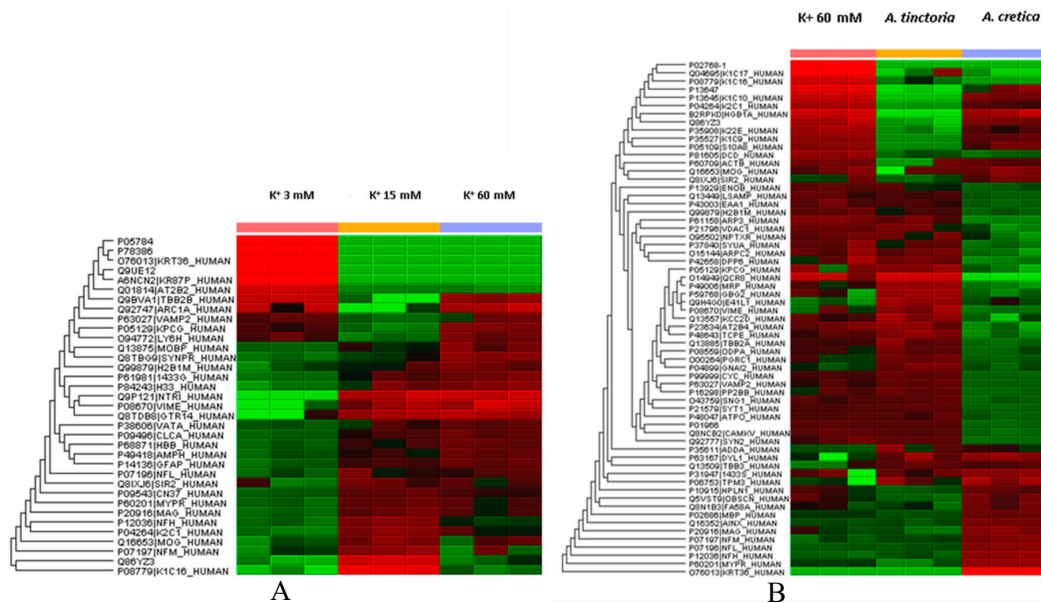 K⁺ 3 mM K⁺ 15 mM K⁺ 60 mM
P05784
P78386
O76013|KRT36_HUMAN
Q9UE12
A6NCN2|KR87P_HUMAN
Q01814|AT2B2_HUMAN
Q9BVA1|TBB2B_HUMAN
Q92747|ARC1A_HUMAN
P63027|VAMP2_HUMAN
P05129|KPCG_HUMAN
O94772|LY6H_HUMAN
Q13875|MOBP_HUMAN
Q8TBG9|SYNPR_HUMAN
Q99879|H2B1M_HUMAN
P61981|1433G_HUMAN
P84243|H33_HUMAN
Q9P121|NTRI_HUMAN
P08670|VIME_HUMAN
Q8TDB8|GTR14_HUMAN
P38606|VATA_HUMAN
P09496|CLCA_HUMAN
P68871|HBB_HUMAN
P49418|AMPH_HUMAN
P14136|GFAP_HUMAN
P07196|NFL_HUMAN
Q8IXJ6|SIR2_HUMAN
P09543|CN37_HUMAN
P60201|MYPR_HUMAN
P20916|MAG_HUMAN
P12036|NFH_HUMAN
P04264|K2C1_HUMAN
Q16653|MOG_HUMAN
P07197|NFM_HUMAN
Q86YZ3
P08779|K1C16_HUMAN
A
K+ 60 mM A. tinctoria A. cretica
P02768-1
Q04695|K1C17_HUMAN
P08779|K1C16_HUMAN
P13647
P13645|K1C10_HUMAN
P04264|K2C1_HUMAN
B2RPK0|HGB1A_HUMAN
Q86YZ3
P35908|K22E_HUMAN
P35527|K1C9_HUMAN
P05109|S10A8_HUMAN
P81605|DCD_HUMAN
P60709|ACTB_HUMAN
Q16653|MOG_HUMAN
Q8IXJ6|SIR2_HUMAN
P13929|ENOB_HUMAN
Q13449|LSAMP_HUMAN
P43003|EAA1_HUMAN
Q99879|H2B1M_HUMAN
P61158|ARP3_HUMAN
P21796|VDAC1_HUMAN
O95502|NPTXR_HUMAN
P37840|SYUA_HUMAN
O15144|ARPC2_HUMAN
P42658|DPP6_HUMAN
P05129|KPCG_HUMAN
O14949|QCR8_HUMAN
P49006|MRP_HUMAN
P59768|GBG2_HUMAN
Q9H4G0|E41L1_HUMAN
P08670|VIME_HUMAN
Q13557|KCC2D_HUMAN
P23634|AT2B4_HUMAN
P48643|TCPE_HUMAN
Q13885|TBB2A_HUMAN
P08559|ODPA_HUMAN
O00264|PGRC1_HUMAN
P04899|GNAI2_HUMAN
P99999|CYC_HUMAN
P63027|VAMP2_HUMAN
P16298|PP2BB_HUMAN
O43759|SNG1_HUMAN
P21579|SYT1_HUMAN
P48047|ATPO_HUMAN
P01966
Q8NCB2|CAMKV_HUMAN
Q92777|SYN2_HUMAN
P35611|ADDA_HUMAN
P63167|DYL1_HUMAN
Q13509|TBB3_HUMAN
P31947|1433S_HUMAN
P06753|TPM3_HUMAN
P10915|HPLN1_HUMAN
Q5VST9|OBSCN_HUMAN
Q8N1B3|FA58A_HUMAN
P02686|MBP_HUMAN
Q16352|AINX_HUMAN
P20916|MAG_HUMAN
P07197|NFM_HUMAN
P07196|NFL_HUMAN
P12036|NFH_HUMAN
P60201|MYPR_HUMAN
O76013|KRT36_HUMAN
B